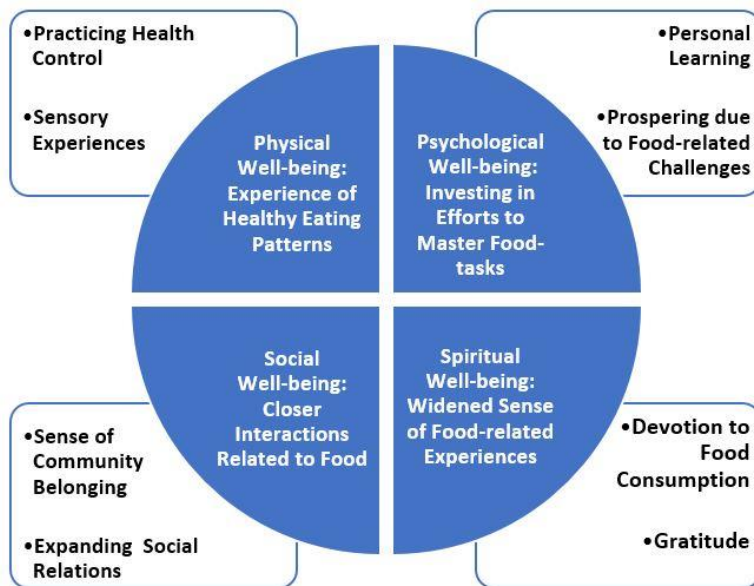 •Practicing Health
Control
•Sensory
Experiences
Physical
Well-being:
Experience of
Healthy Eating
Patterns
•Personal
Learning
•Prospering due
to Food-related
Challenges
Psychological
Well-being:
Investing in
Efforts to
Master Food-
tasks
•Sense of
Community
Belonging
•Expanding Social
Relations
Social
Well-being:
Closer
Interactions
Related to Food
Spiritual
Well-being:
Widened Sense
of Food-related
Experiences
•Devotion to
Food
Consumption
•Gratitude